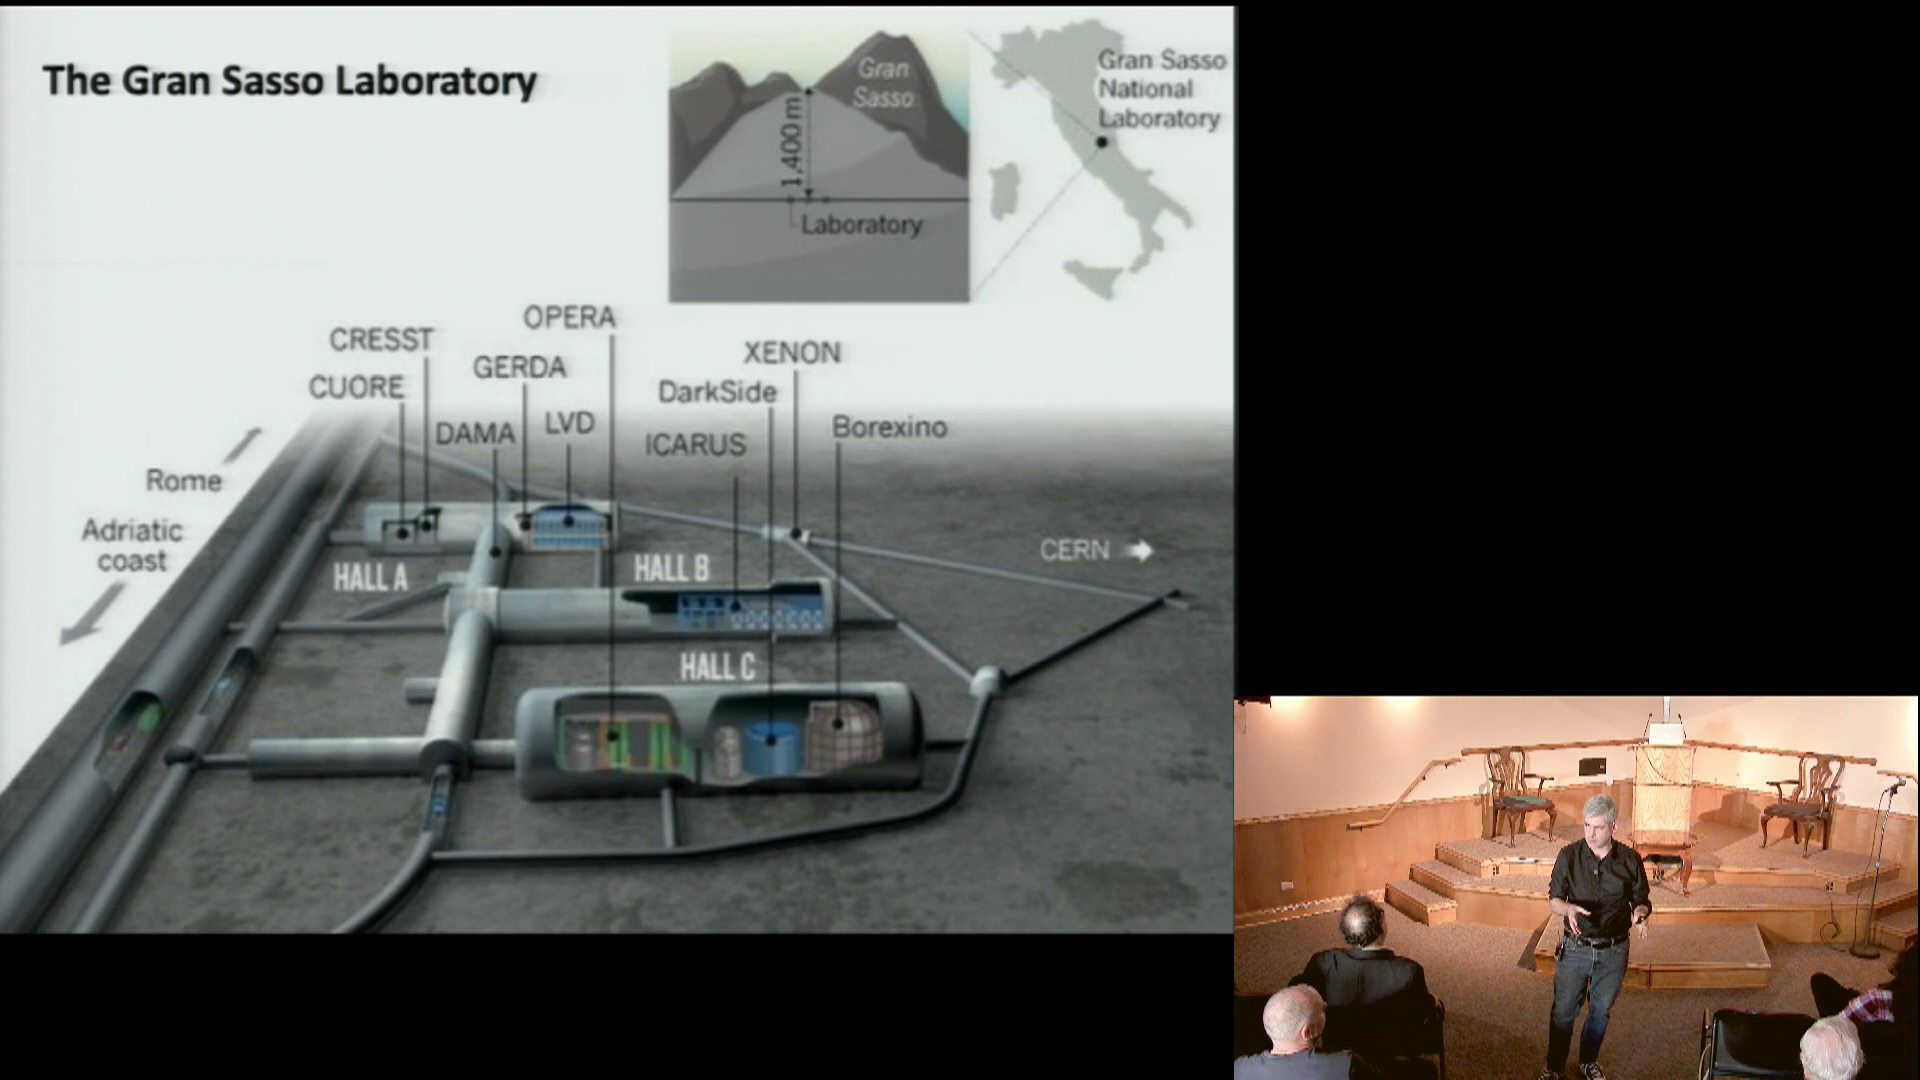 The Gran Sasso Laboratory
Gran
Sasso
1,400 m
Laboratory
Gran Sasso
National
Laboratory
OPERA
CRESST
XENON
GERDA
CUORE
DarkSide
LVD
Borexino
DAMA
ICARUS
Rome
Adriatic
coast
CERN
HALL A
HALL B
HALL C